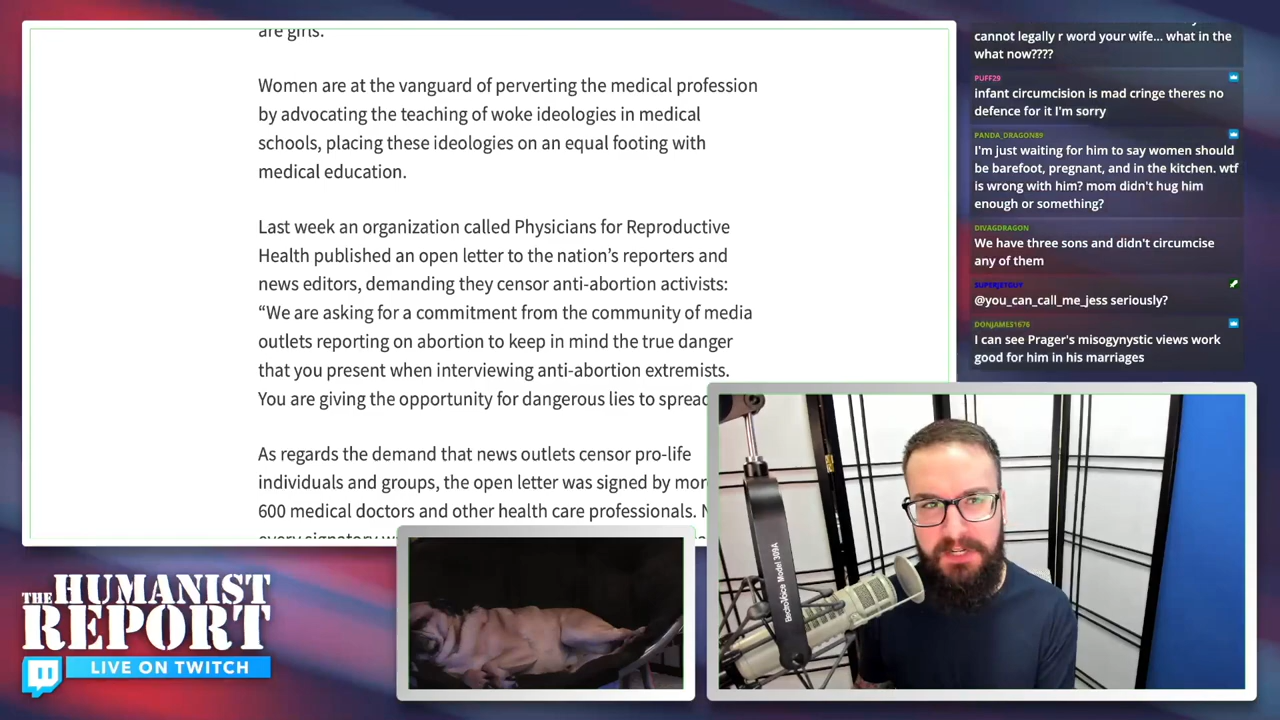 are girls.
Women are at the vanguard of perverting the medical profession
by advocating the teaching of woke ideologies in medical
schools, placing these ideologies on an equal footing with
medical education.
Last week an organization called Physicians for Reproductive
Health published an open letter to the nation’s reporters and
news editors, demanding they censor anti-abortion activists:
“We are asking for a commitment from the community of media
outlets reporting on abortion to keep in mind the true danger
that you present when interviewing anti-abortion extremists.
You are giving the opportunity for dangerous lies to spread
As regards the demand that news outlets censor pro-life
individuals and groups, the open letter was signed by mor
600 medical doctors and other health care professionals. N
every signatory
cannot legally r word your wife... what in the
what now????
PUFF29
infant circumcision is mad cringe theres no
defence for it I'm sorry
PANDA_DRAGON89
I'm just waiting for him to say women should
be barefoot, pregnant, and in the kitchen. wtf
is wrong with him? mom didn't hug him
enough or something?
DIVAGDRAGON
We have three sons and didn't circumcise
any of them
SUPERJETGUY
@you_can_call_me_jess seriously?
DONJAMES1676
I can see Prager's misogynystic views work
good for him in his marriages
ElectroVoice Model 309A
THE HUMANIST
REPORT
LIVE ON TWITCH